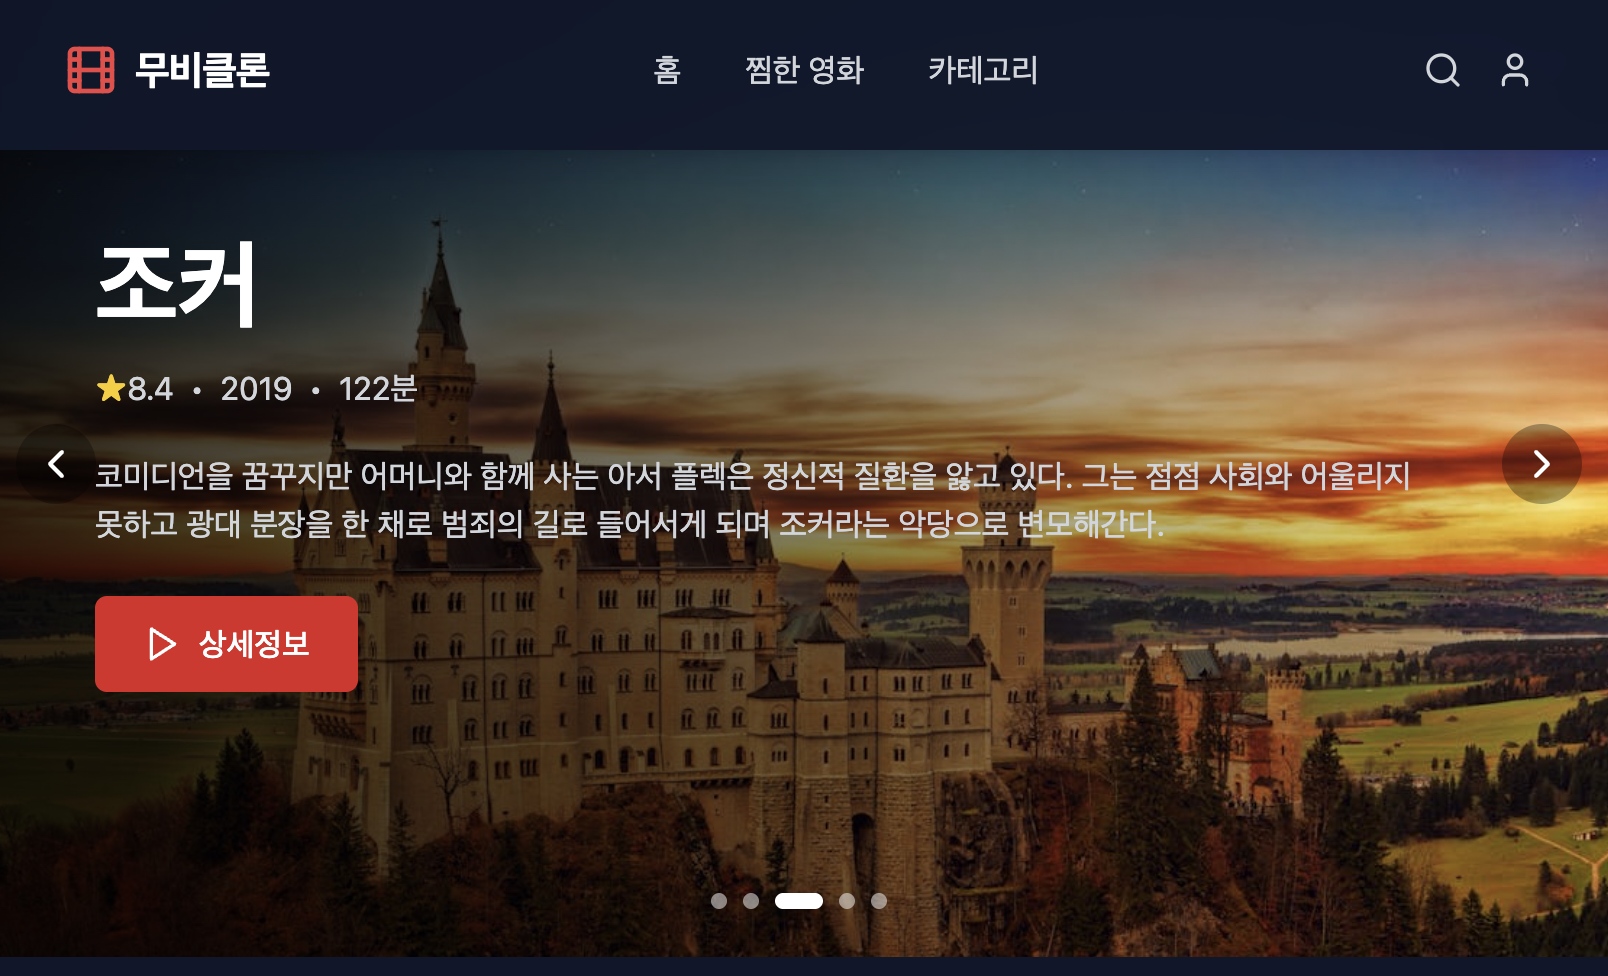 무비클론
홈 찜한 영화 카테고리
조커
⭐8.4 • 2019 • 122분
코미디언을 꿈꾸지만 어머니와 함께 사는 아서 플렉은 정신적 질환을 앓고 있다. 그는 점점 사회와 어울리지
못하고 광대 분장을 한 채로 범죄의 길로 들어서게 되며 조커라는 악당으로 변모해간다.
상세정보